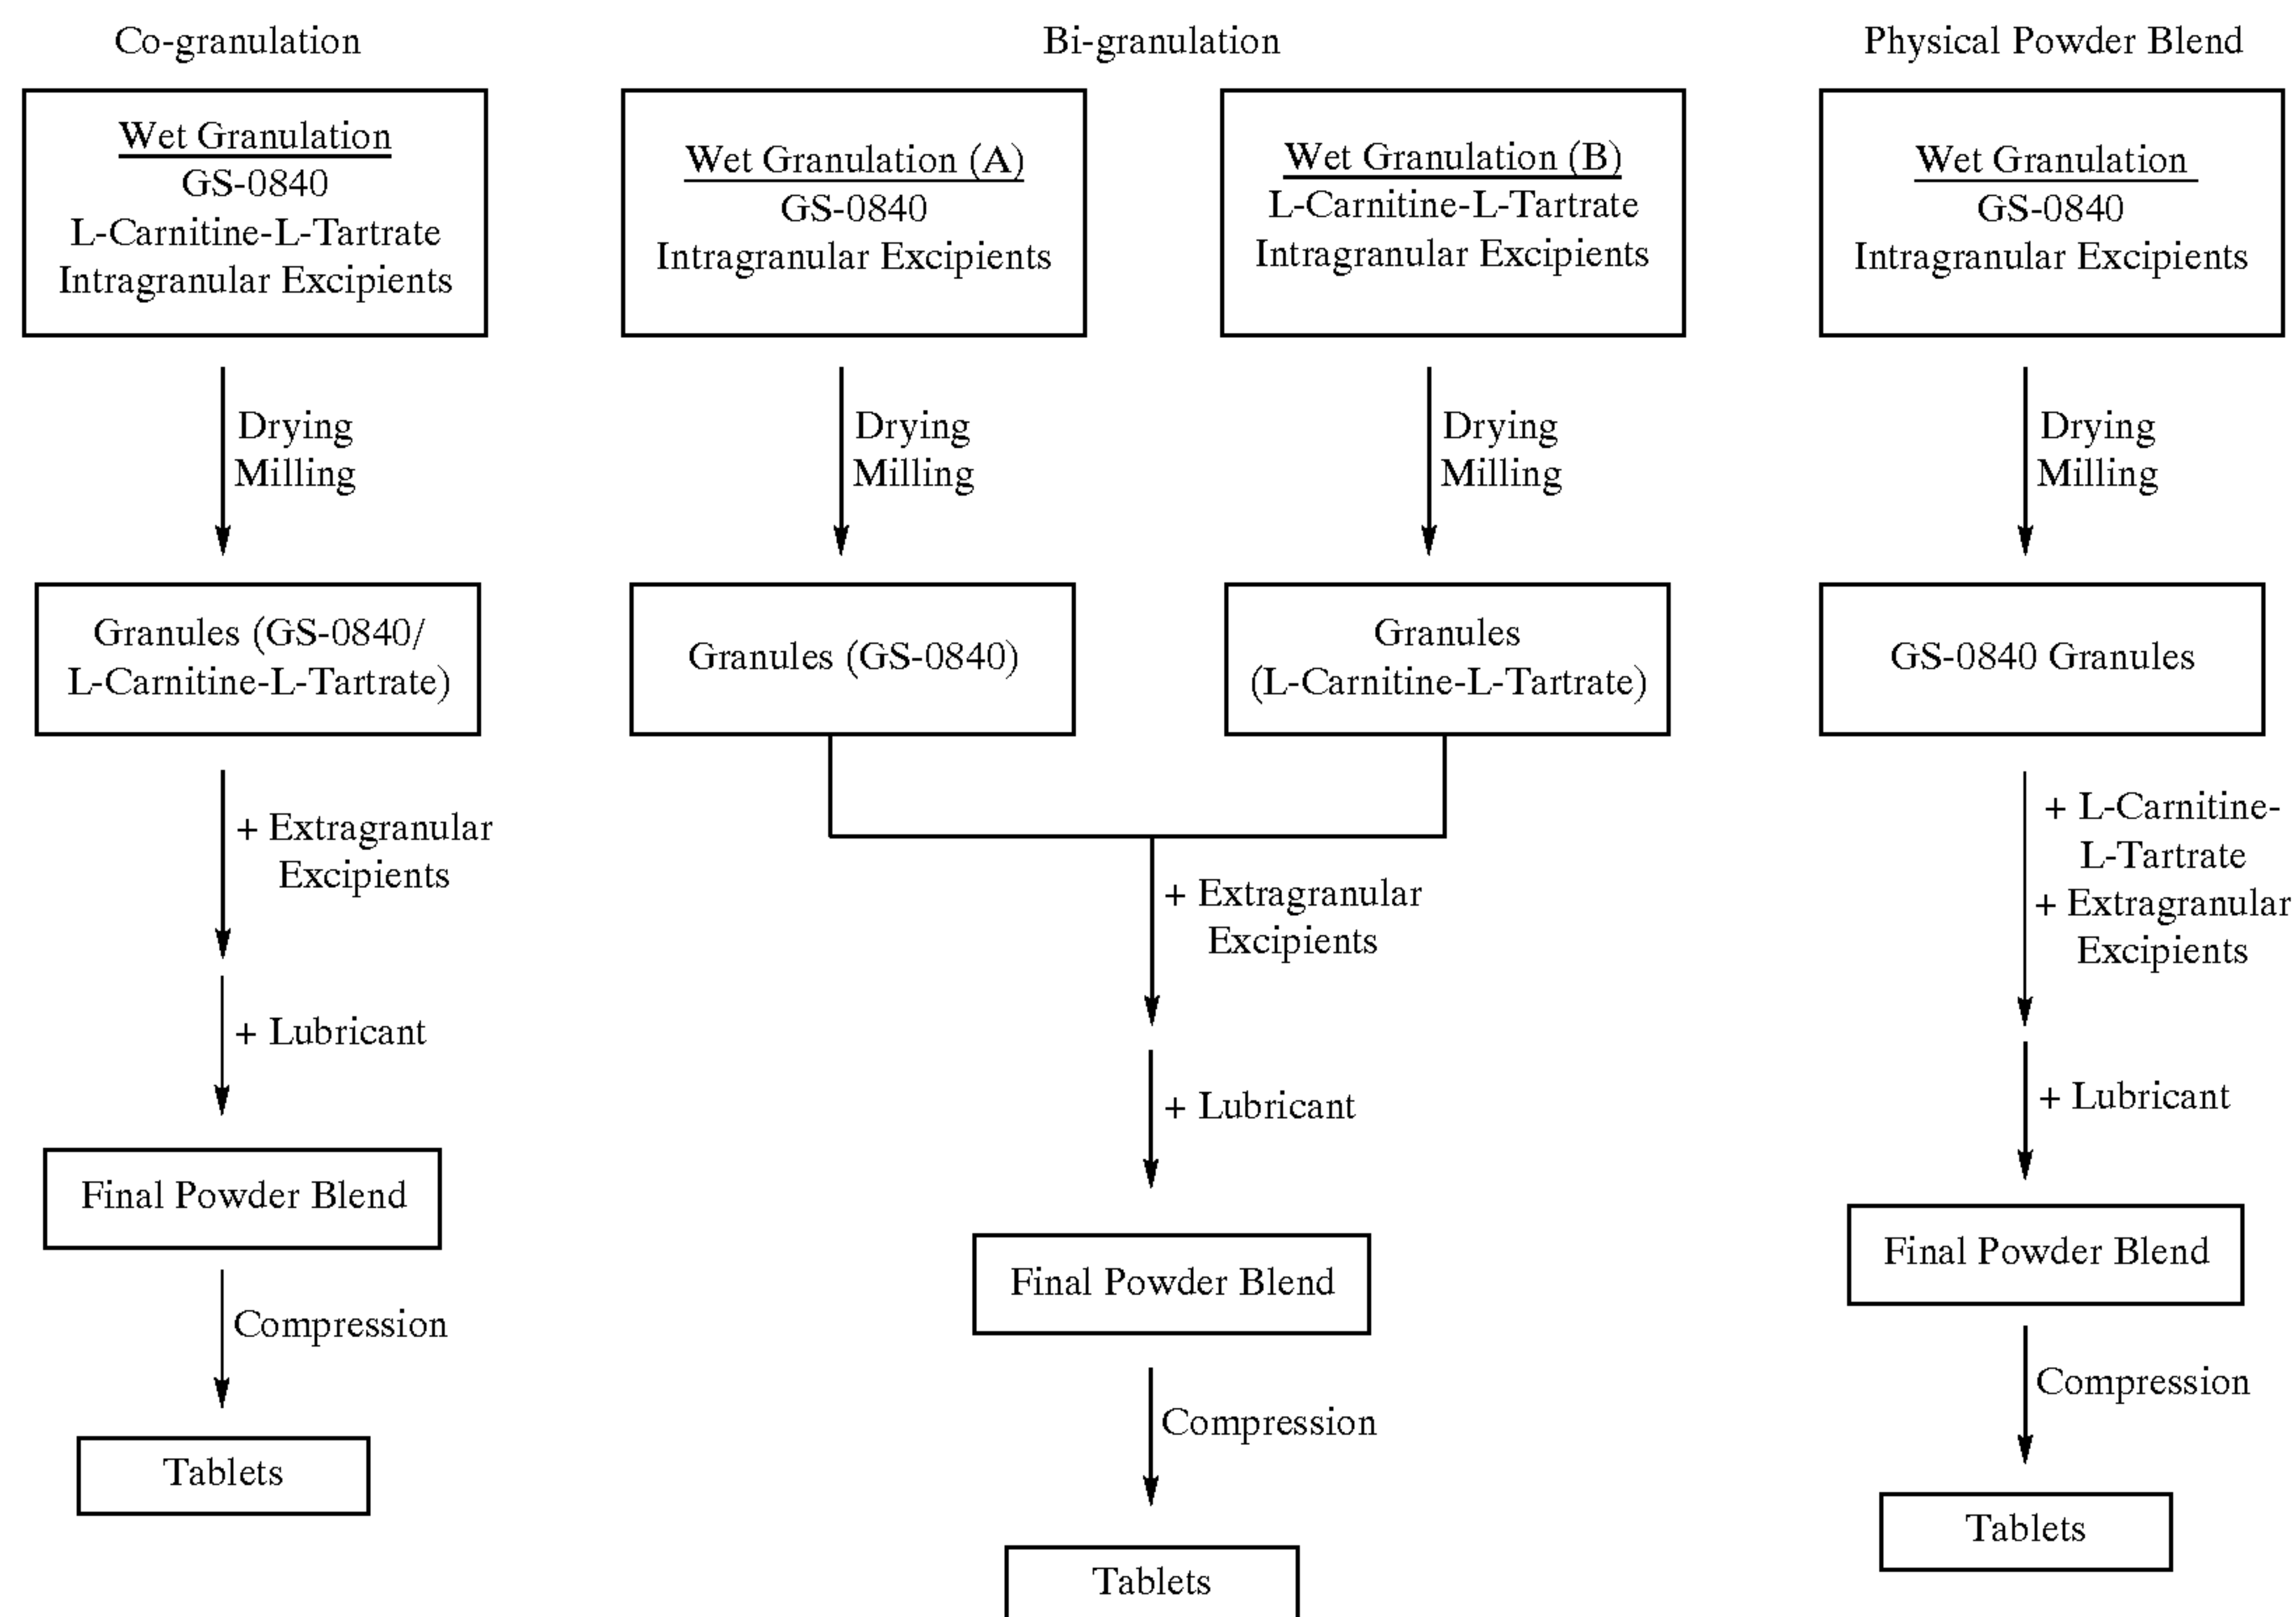 Co-granulation
Wet Granulation
GS-0840
L-Carnitine-L-Tartrate
Intragranular Excipients
Drying
Milling
Granules (GS-0840/
L-Carnitine-L-Tartrate)
+ Extragranular
Excipients
+ Lubricant
Final Powder Blend
Compression
Tablets
Bi-granulation
Wet Granulation (A)
GS-0840
Intragranular Excipients
Drying
Milling
Granules (GS-0840)
Wet Granulation (B)
L-Carnitine-L-Tartrate
Intragranular Excipients
Drying
Milling
Granules
(L-Carnitine-L-Tartrate)
+ Extragranular
Excipients
+ Lubricant
Final Powder Blend
Compression
Tablets
Physical Powder Blend
Wet Granulation
GS-0840
Intragranular Excipients
Drying
Milling
GS-0840 Granules
+ L-Carnitine-
L-Tartrate
+ Extragranular
Excipients
+ Lubricant
Final Powder Blend
Compression
Tablets